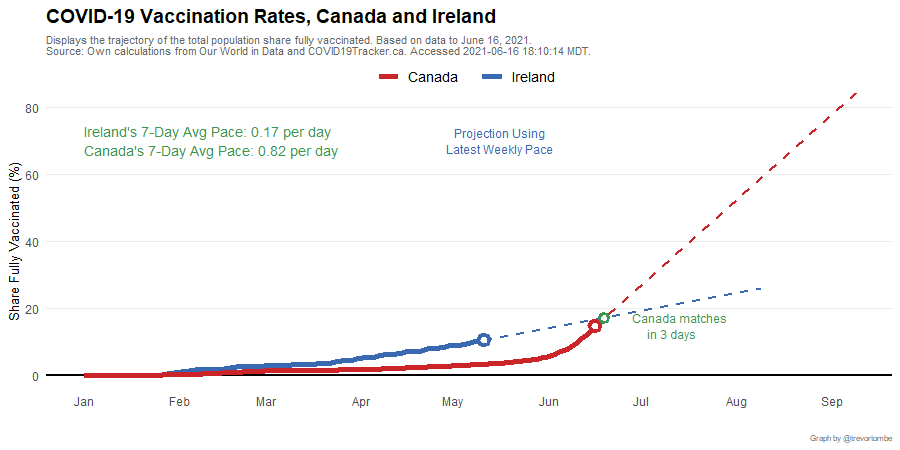 COVID-19 Vaccination Rates, Canada and Ireland
Displays the trajectory of the total population share fully vaccinated. Based on data to June 16, 2021.
Source: Own calculations from Our World in Data and COVID19Tracker.ca. Accessed 2021-06-16 18:10:14 MDT.
Canada Ireland
Ireland's 7-Day Avg Pace: 0.17 per day
Canada's 7-Day Avg Pace: 0.82 per day
Projection Using
Latest Weekly Pace
Share Fully Vaccinated (%)
80
60
40
20
0
Canada matches
in 3 days
Jan Feb Mar Apr May Jun Jul Aug Sep
Graph by @trevortombe